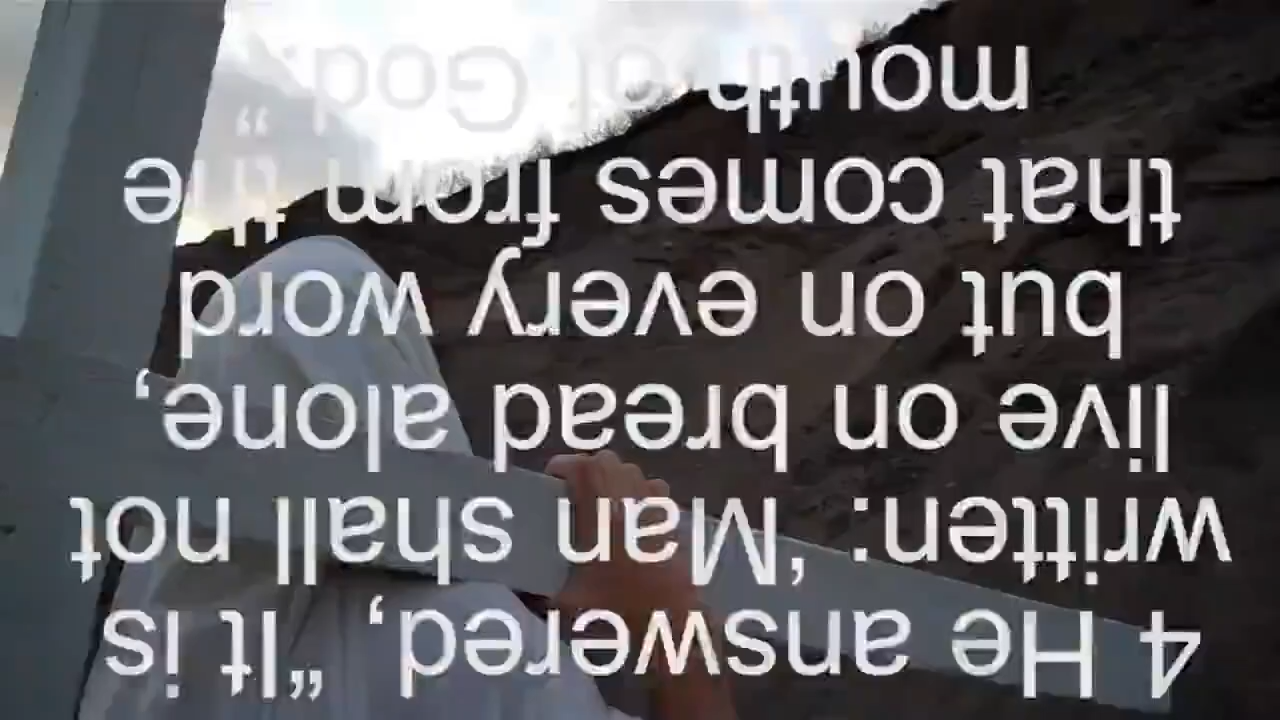 4 He answered, “It is
written: ‘Man shall not
live on bread alone,
but on every word
that comes from the
mouth of God.’”